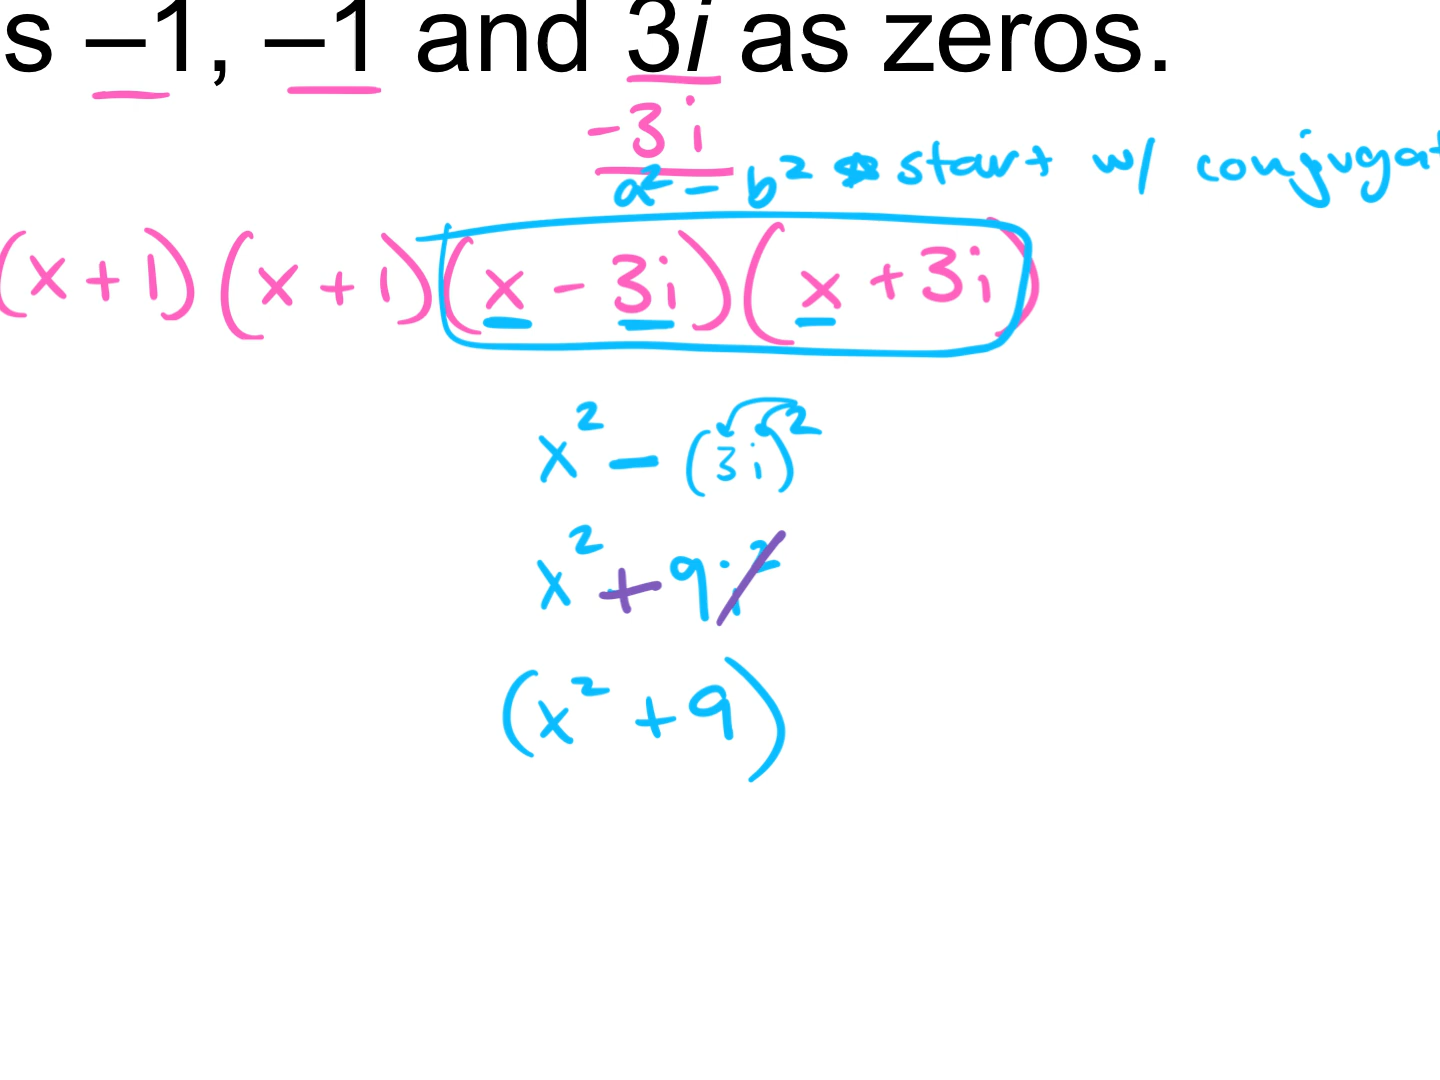 s –1, –1 and 3i as zeros.
-3i
a² - b² start w/ conjugat
(x+1)(x+1)(x - 3i)(x + 3i)
x² - (3i)²
x² + 9i²
(x² + 9)